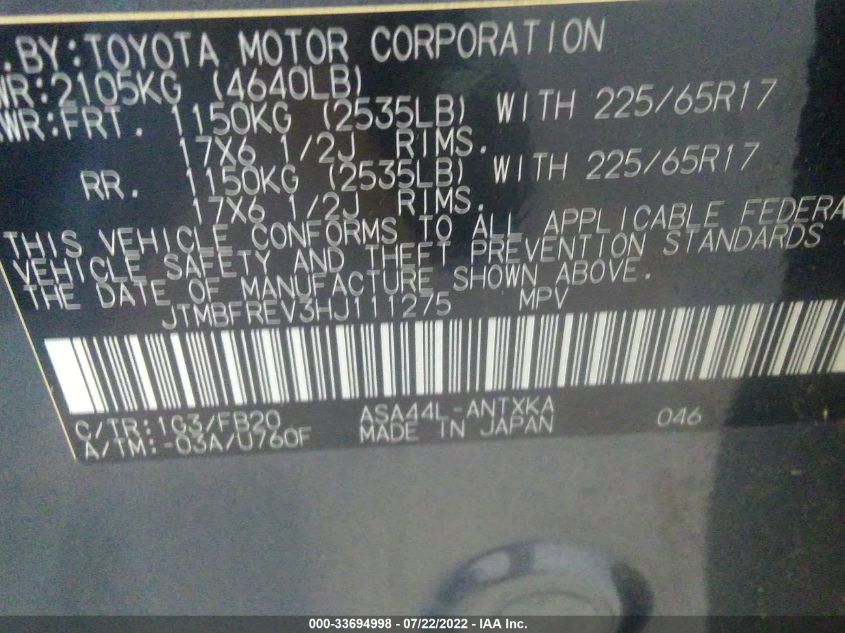 .BY:TOYOTA MOTOR CORPORATION
WR:2105KG (4640LB)
WR:FRT. 1150KG (2535LB) WITH 225/65R17
17X6 1/2J RIMS.
RR. 1150KG (2535LB) WITH 225/65R17
17X6 1/2J RIMS.
THIS VEHICLE CONFORMS TO ALL APPLICABLE FEDERA
VEHICLE SAFETY AND THEFT PREVENTION STANDARDS
THE DATE OF MANUFACTURE SHOWN ABOVE.
JTMBFREV3HJ111275 MPV
C/TR:1G3/FB20 ASA44L-ANTXKA 046
A/TM:-03A/U760F MADE IN JAPAN
000-33694998 - 07/22/2022 - IAA Inc.